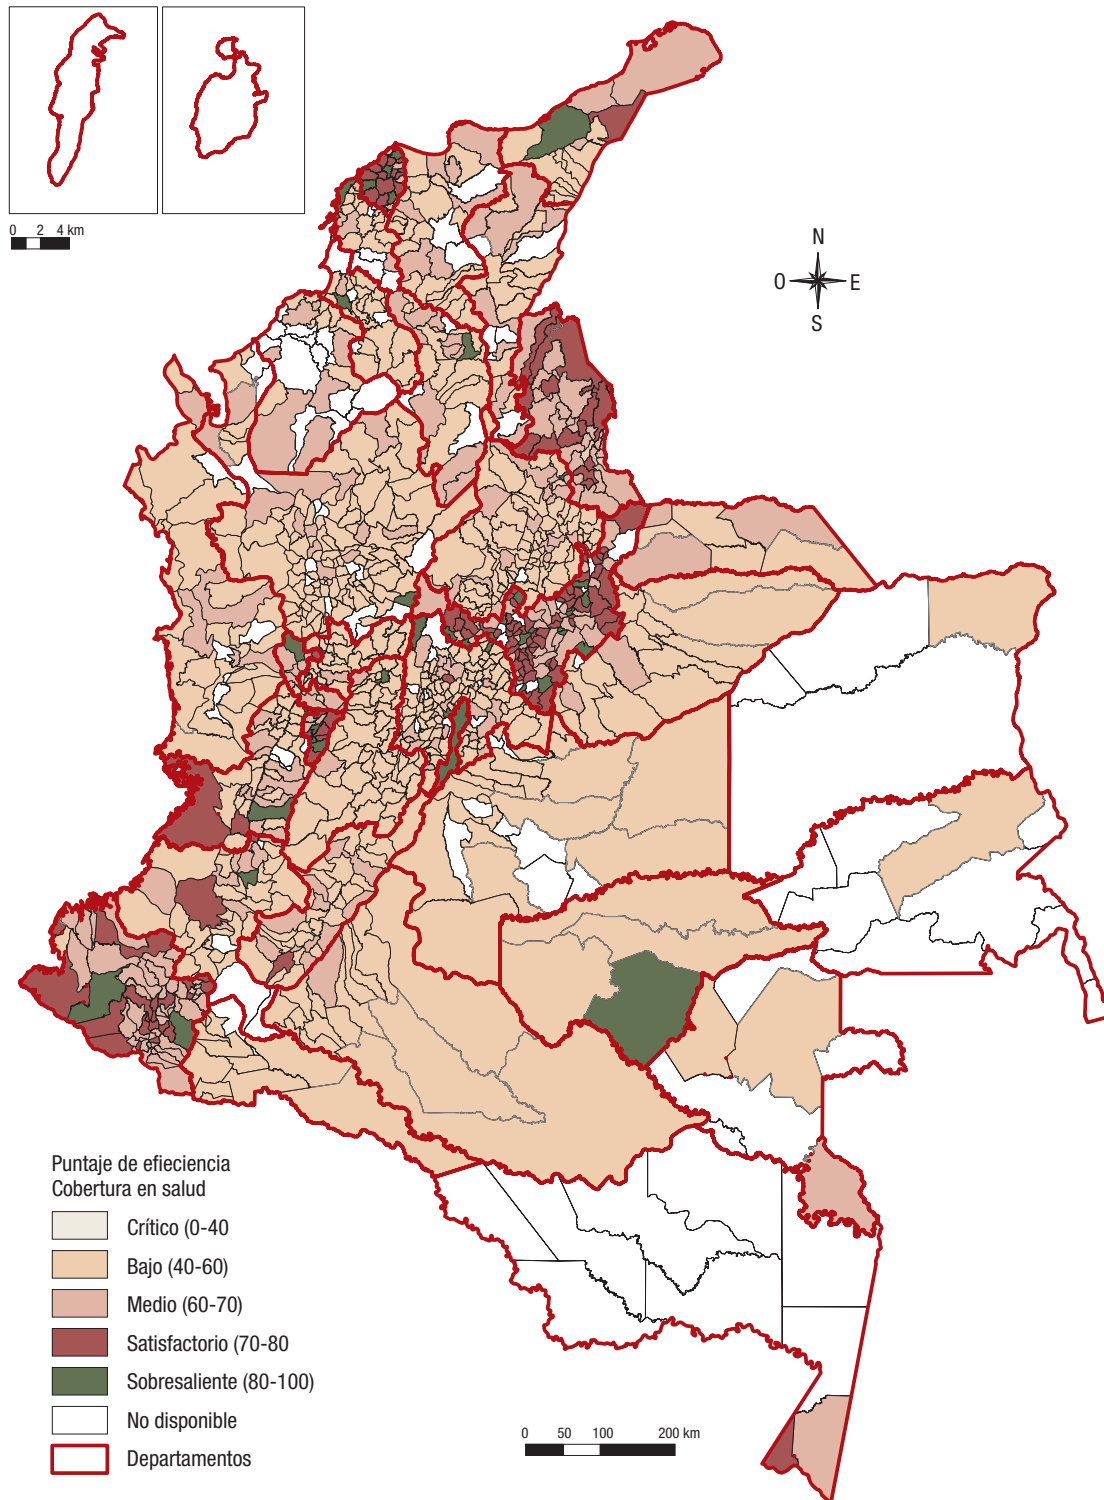 0 2 4 km
N
O E
S
Puntaje de efieciencia
Cobertura en salud
Crítico (0-40
Bajo (40-60)
Medio (60-70)
Satisfactorio (70-80
Sobresaliente (80-100)
No disponible
Departamentos
0 50 100 200 km